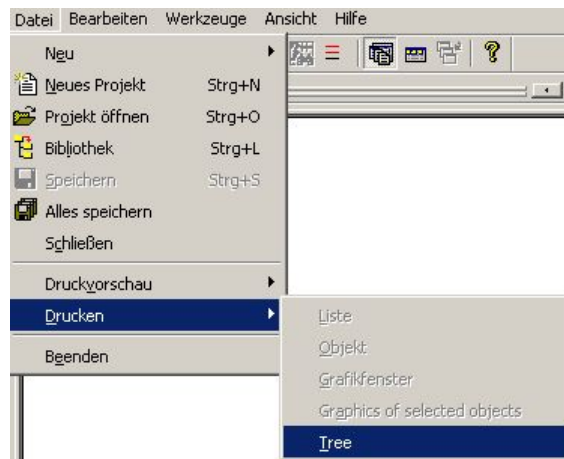 Datei Bearbeiten Werkzeuge Ansicht Hilfe
Neu
Neues Projekt Strg+N
Projekt öffnen Strg+O
Bibliothek Strg+L
Speichern Strg+S
Alles speichern
Schließen
Druckvorschau
Drucken
Beenden
Liste
Objekt
Grafikfenster
Graphics of selected objects
Tree